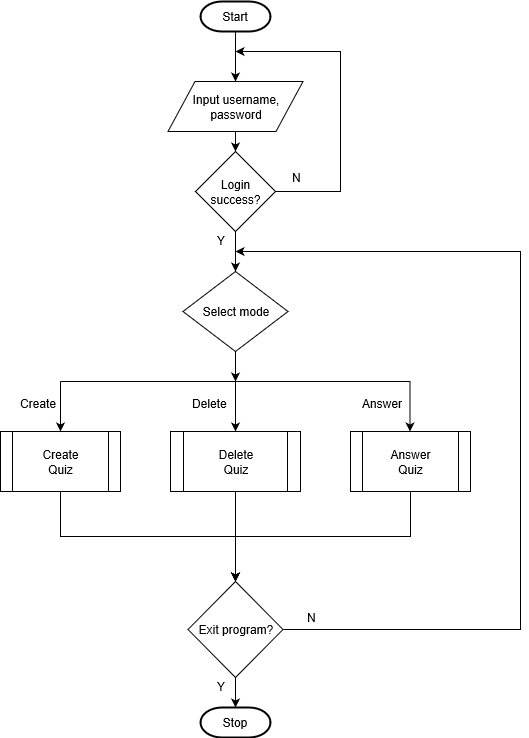 Start
Input username,
password
Login
success?
N
Y
Select mode
Create
Delete
Answer
Create
Quiz
Delete
Quiz
Answer
Quiz
Exit program?
N
Y
Stop